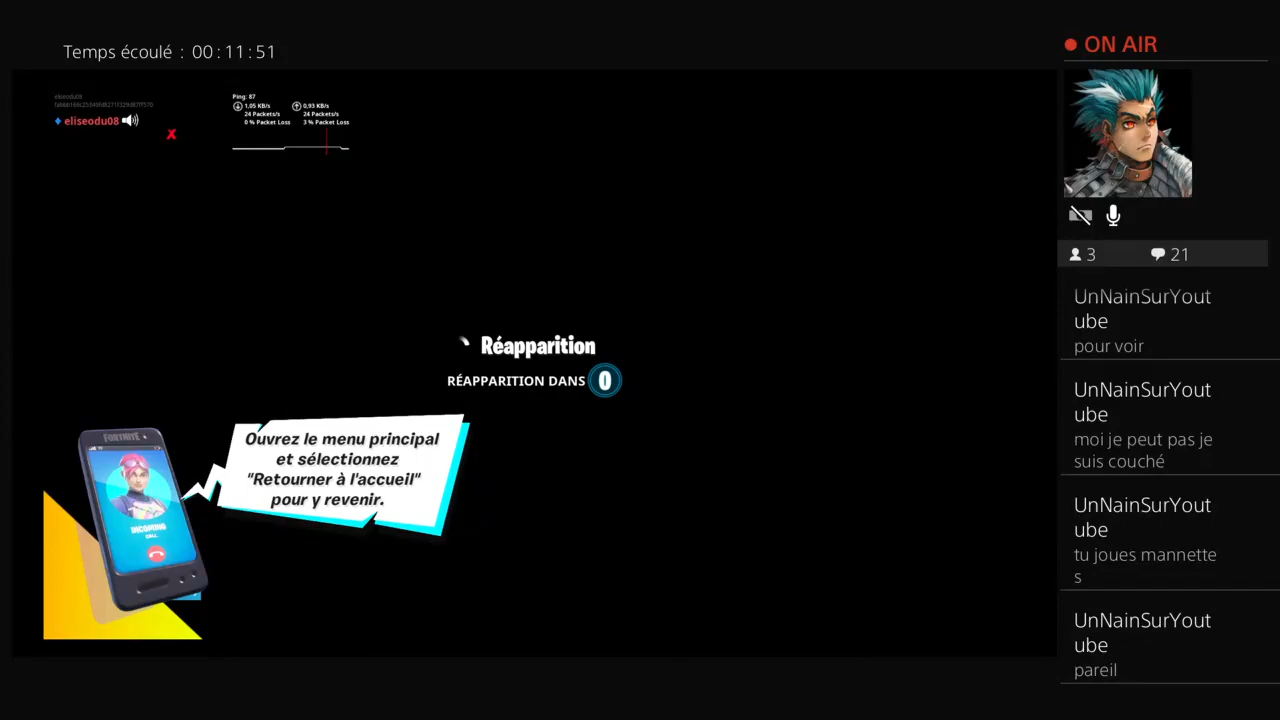 Temps écoulé : 00:11:51
ON AIR
eliseodu08
eliseodu08
Ping: 87
1,05 KB/s
0,93 KB/s
24 Packets/s
24 Packets/s
0 % Packet Loss
3 % Packet Loss
3
21
UnNainSurYout
ube
pour voir
UnNainSurYout
ube
moi je peut pas je
suis couché
UnNainSurYout
ube
tu joues mannette
s
UnNainSurYout
ube
pareil
Réapparition
RÉAPPARITION DANS 0
FORTNITE
INCOMING
CALL
Ouvrez le menu principal
et sélectionnez
"Retourner à l'accueil"
pour y revenir.